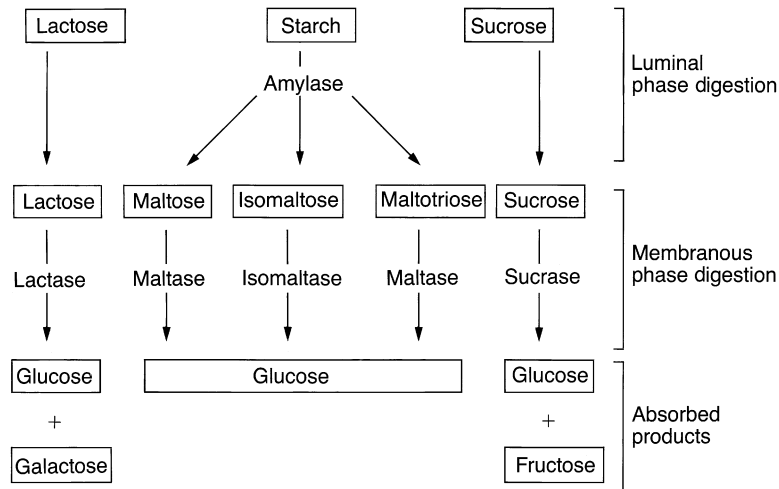 Lactose
Starch
Sucrose
Luminal
phase digestion
Amylase
Lactose
Maltose
Isomaltose
Maltotriose
Sucrose
Membranous
phase digestion
Lactase
Maltase
Isomaltase
Maltase
Sucrase
Glucose
Glucose
Glucose
Absorbed
products
+
+
Galactose
Fructose